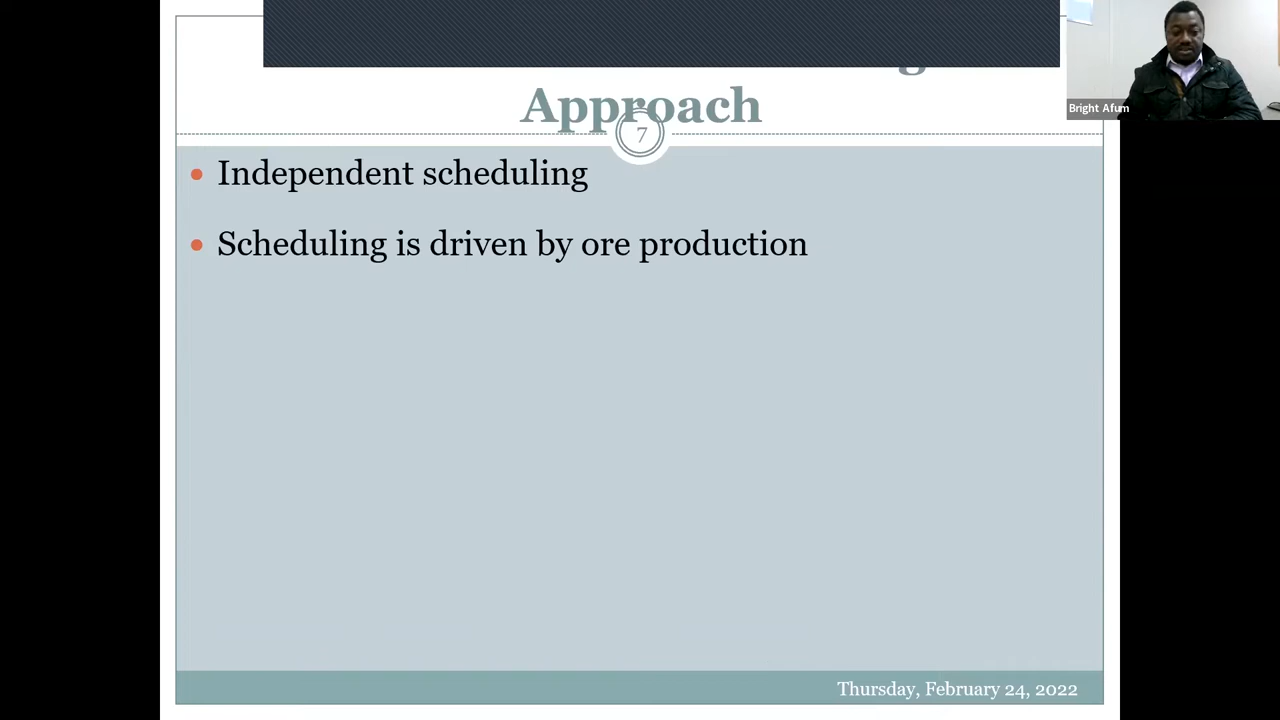 Approach
7
Independent scheduling
Scheduling is driven by ore production
Thursday, February 24, 2022
Bright Afum